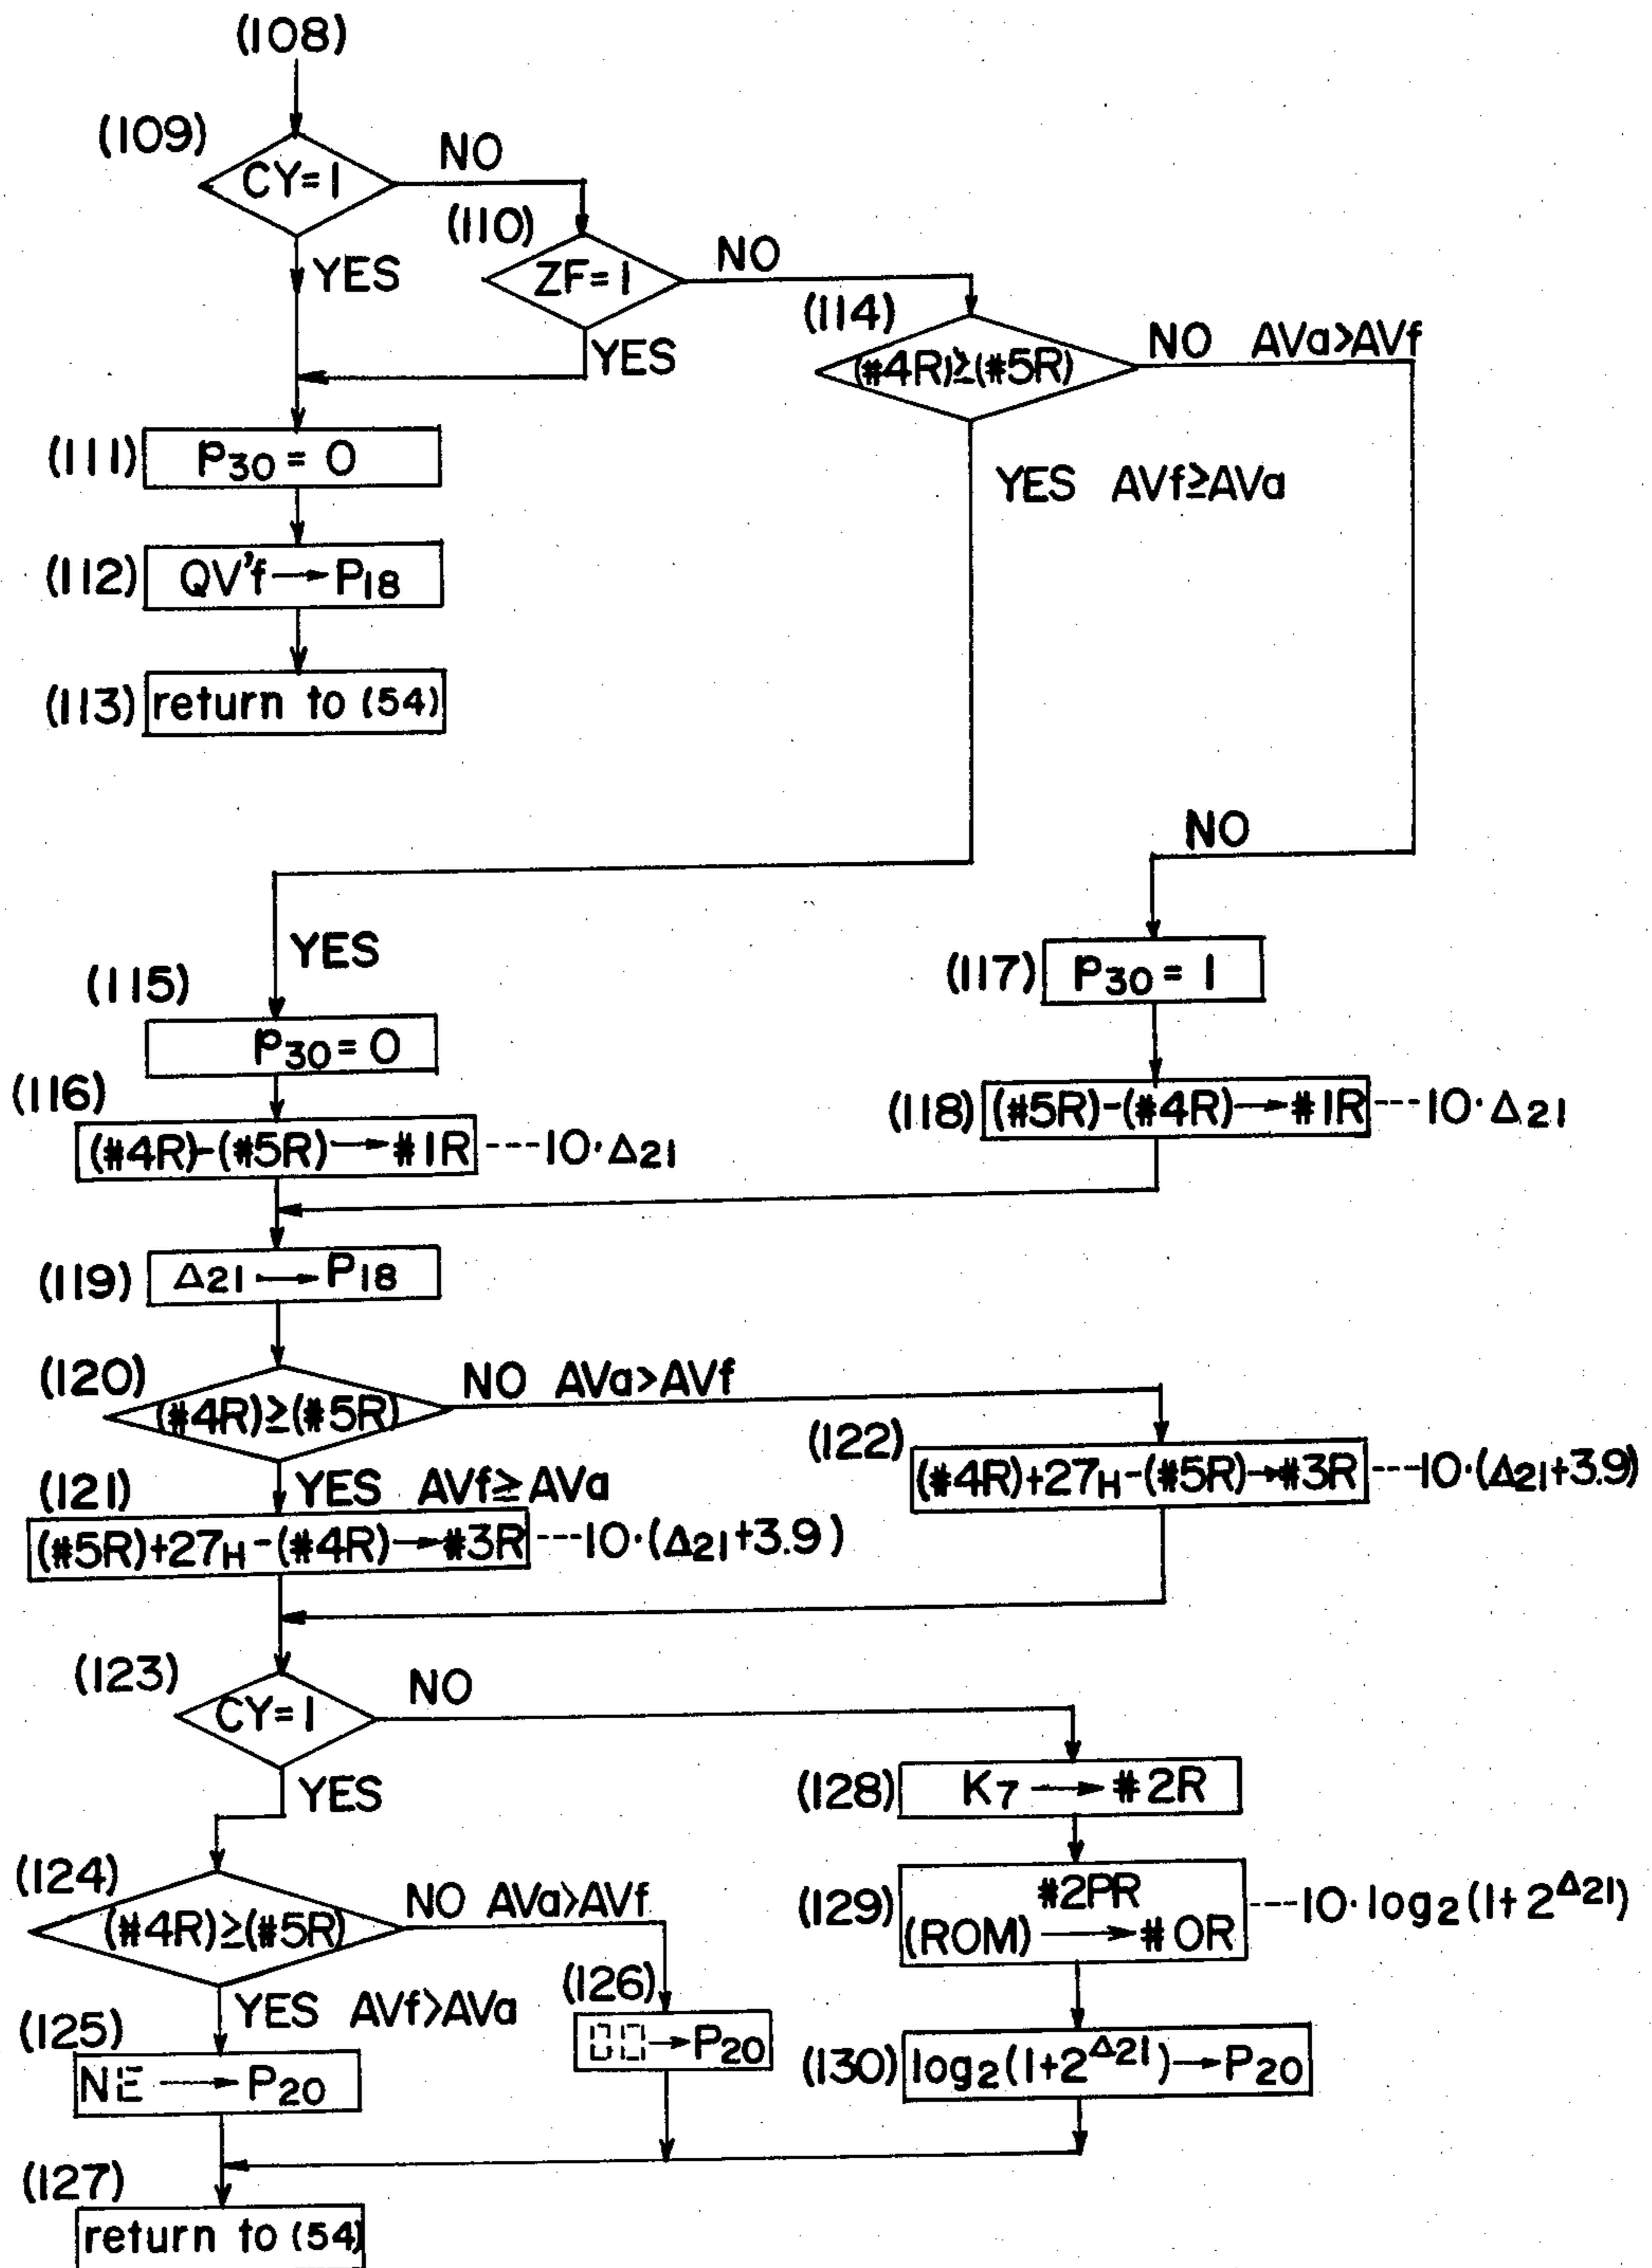 (108)
(109)
CY=1
NO
(110)
YES
ZF=1
NO
(114)
YES
(#4R)≥(#5R)
NO AVa>AVf
(111)
P30 = 0
YES AVf≥AVa
(112)
QV'f→P18
(113)
return to (54)
NO
YES
(115)
P30=0
(117)
P30 = 1
(116)
(#4R)-(#5R)→#1R ---10·Δ21
(118)
(#5R)-(#4R)→#1R ---10·Δ21
(119)
Δ21→P18
(120)
(#4R)≥(#5R)
NO AVa>AVf
(122)
(#4R)+27H-(#5R)→#3R ---10·(Δ21+3.9)
(121)
YES AVf≥AVa
(#5R)+27H-(#4R)→#3R ---10·(Δ21+3.9)
(123)
CY=1
NO
YES
(128)
K7→#2R
(124)
(#4R)≥(#5R)
NO AVa>AVf
(129)
#2PR
(ROM)→#0R
---10·log2(1+2^Δ21)
YES AVf>AVa
(125)
NE→P20
(126)
→P20
(130)
log2(1+2^Δ21)→P20
(127)
return to (54)